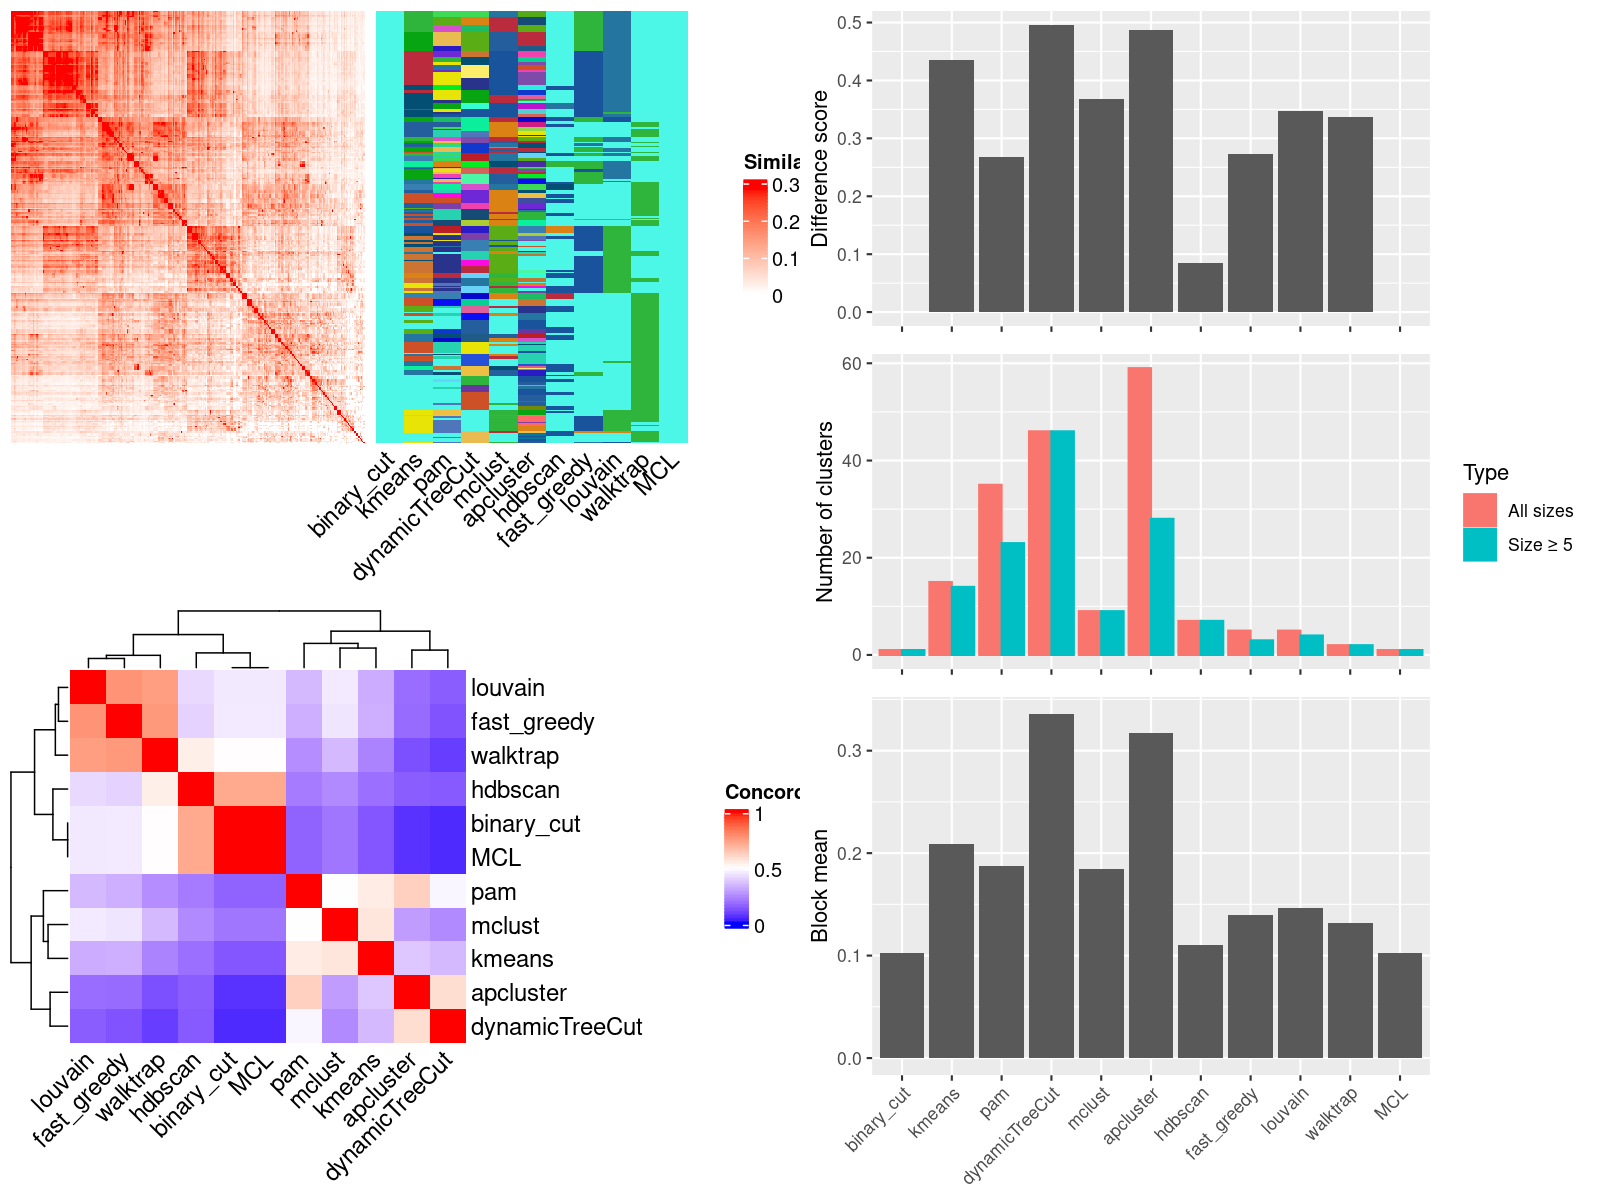 Simila
0.3
0.2
0.1
0
binary_cut
kmeans
pam
dynamicTreeCut
mclust
apcluster
hdbscan
fast_greedy
louvain
walktrap
MCL
Difference score
0.5
0.4
0.3
0.2
0.1
0.0
Number of clusters
60
40
20
0
Type
All sizes
Size ≥ 5
louvain
fast_greedy
walktrap
hdbscan
binary_cut
MCL
pam
mclust
kmeans
apcluster
dynamicTreeCut
louvain
fast_greedy
walktrap
hdbscan
binary_cut
MCL
pam
mclust
kmeans
apcluster
dynamicTreeCut
Concord
1
0.5
0
Block mean
0.3
0.2
0.1
0.0
binary_cut
kmeans
pam
dynamicTreeCut
mclust
apcluster
hdbscan
fast_greedy
louvain
walktrap
MCL